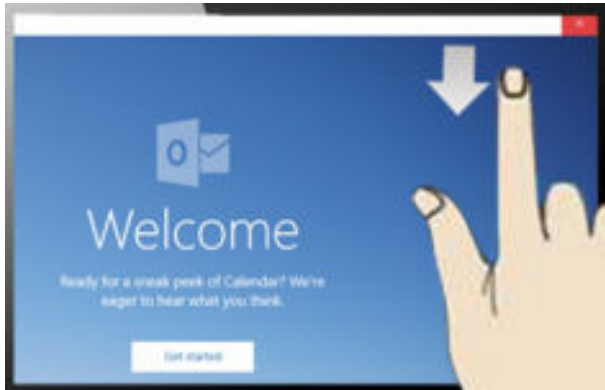 Welcome
Ready for a sneak peek of Calendar? We're
eager to hear what you think.
Get started